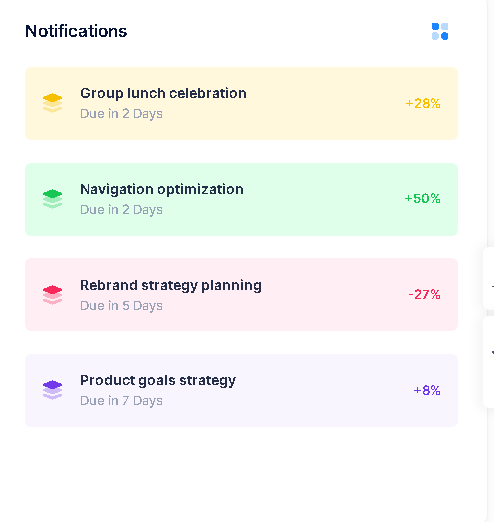 Notifications
Group lunch celebration
Due in 2 Days
+28%
Navigation optimization
Due in 2 Days
+50%
Rebrand strategy planning
Due in 5 Days
-27%
Product goals strategy
Due in 7 Days
+8%